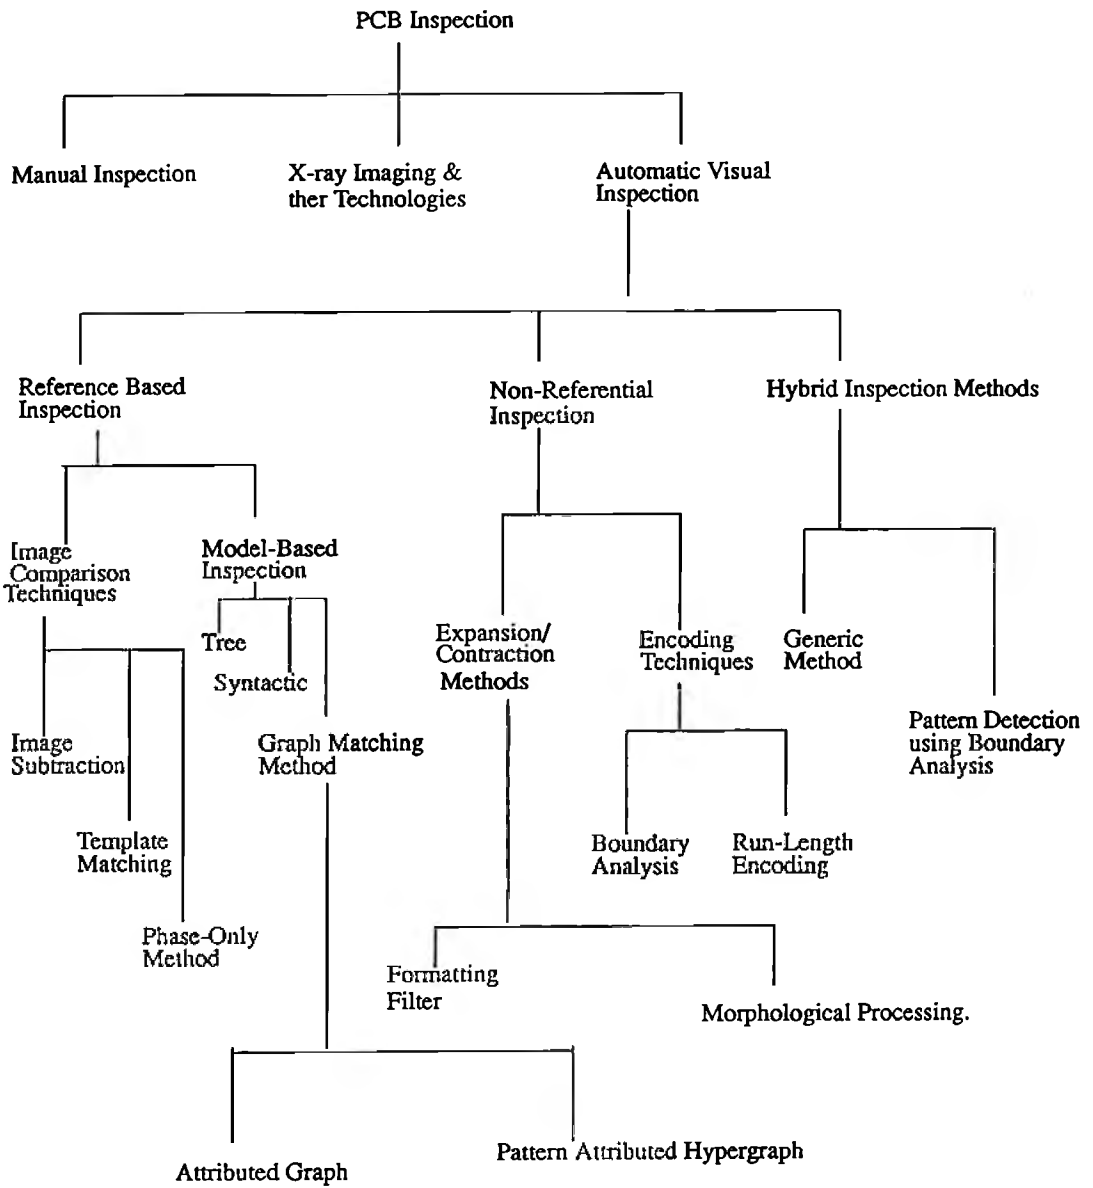 PCB Inspection
Manual Inspection
X-ray Imaging &
ther Technologies
Automatic Visual
Inspection
Reference Based
Inspection
Non-Referential
Inspection
Hybrid Inspection Methods
Image
Comparison
Techniques
Model-Based
Inspection
Tree
Syntactic
Graph Matching
Method
Expansion/
Contraction
Methods
Encoding
Techniques
Generic
Method
Pattern Detection
using Boundary
Analysis
Image
Subtraction
Template
Matching
Phase-Only
Method
Boundary
Analysis
Run-Length
Encoding
Formatting
Filter
Morphological Processing.
Attributed Graph
Pattern Attributed Hypergraph